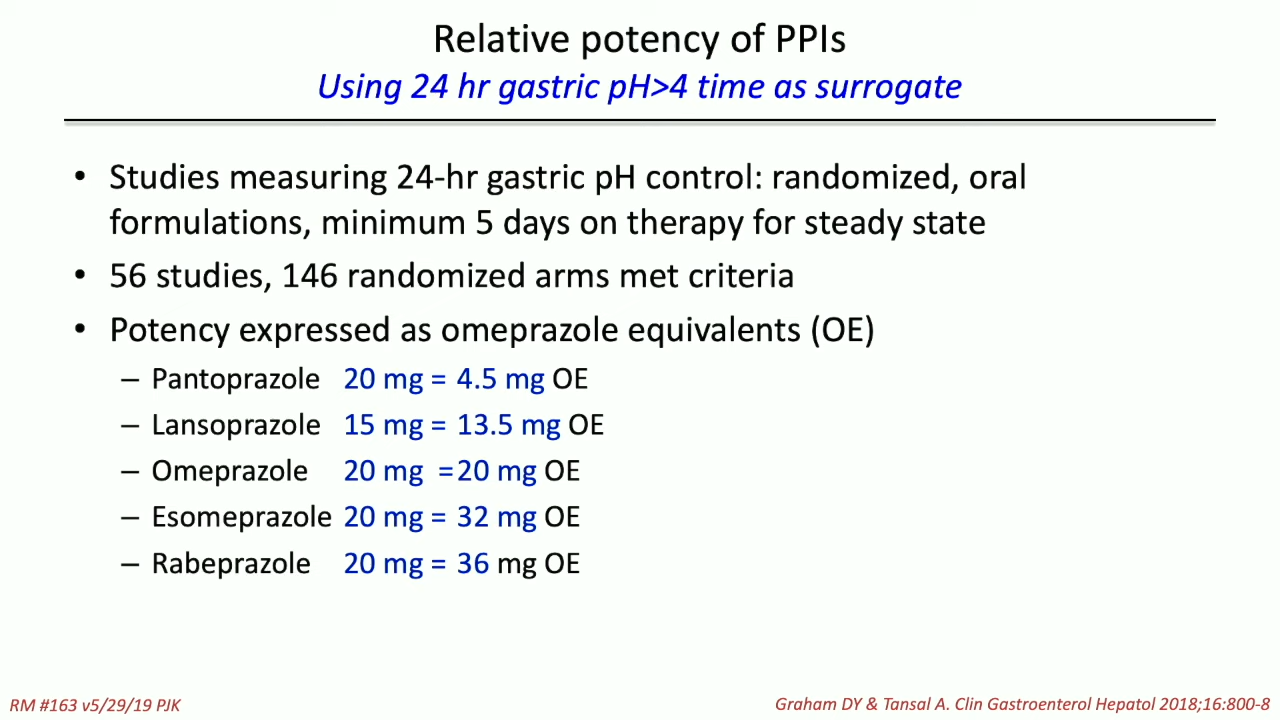 Relative potency of PPIs
Using 24 hr gastric pH>4 time as surrogate
• Studies measuring 24-hr gastric pH control: randomized, oral
formulations, minimum 5 days on therapy for steady state
• 56 studies, 146 randomized arms met criteria
• Potency expressed as omeprazole equivalents (OE)
– Pantoprazole 20 mg = 4.5 mg OE
– Lansoprazole 15 mg = 13.5 mg OE
– Omeprazole 20 mg =20 mg OE
– Esomeprazole 20 mg = 32 mg OE
– Rabeprazole 20 mg = 36 mg OE
RM #163 v5/29/19 PJK
Graham DY & Tansal A. Clin Gastroenterol Hepatol 2018;16:800-8